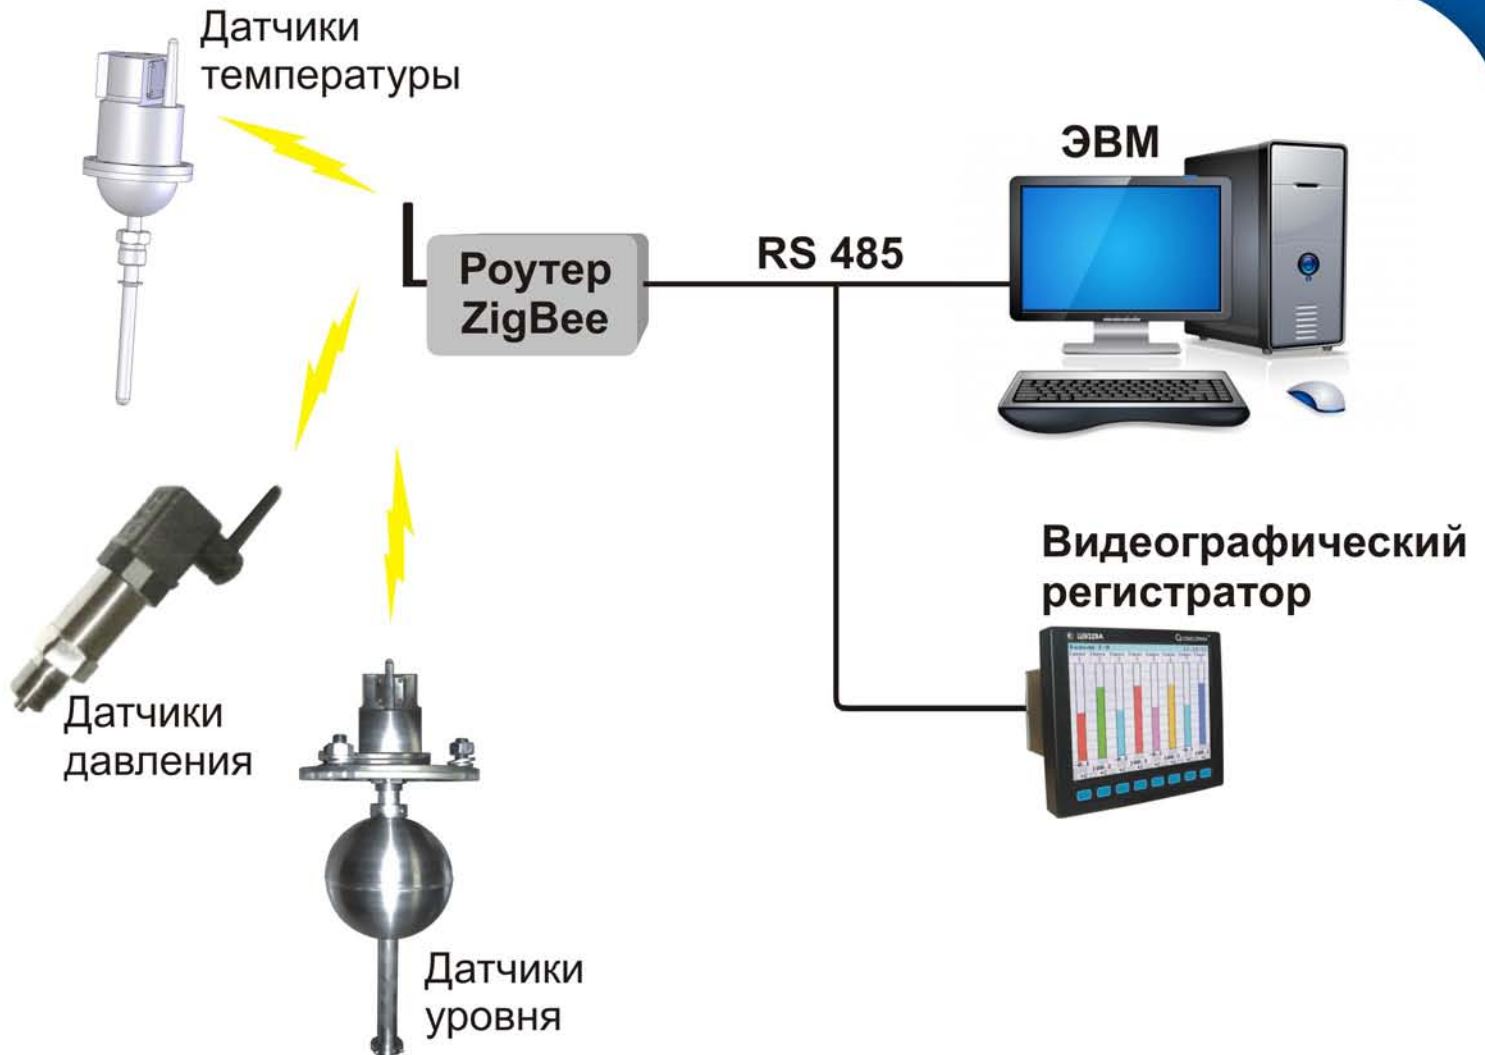 Датчики
температуры
ЭВМ
RS 485
Роутер
ZigBee
Видеографический
регистратор
Датчики
давления
Датчики
уровня